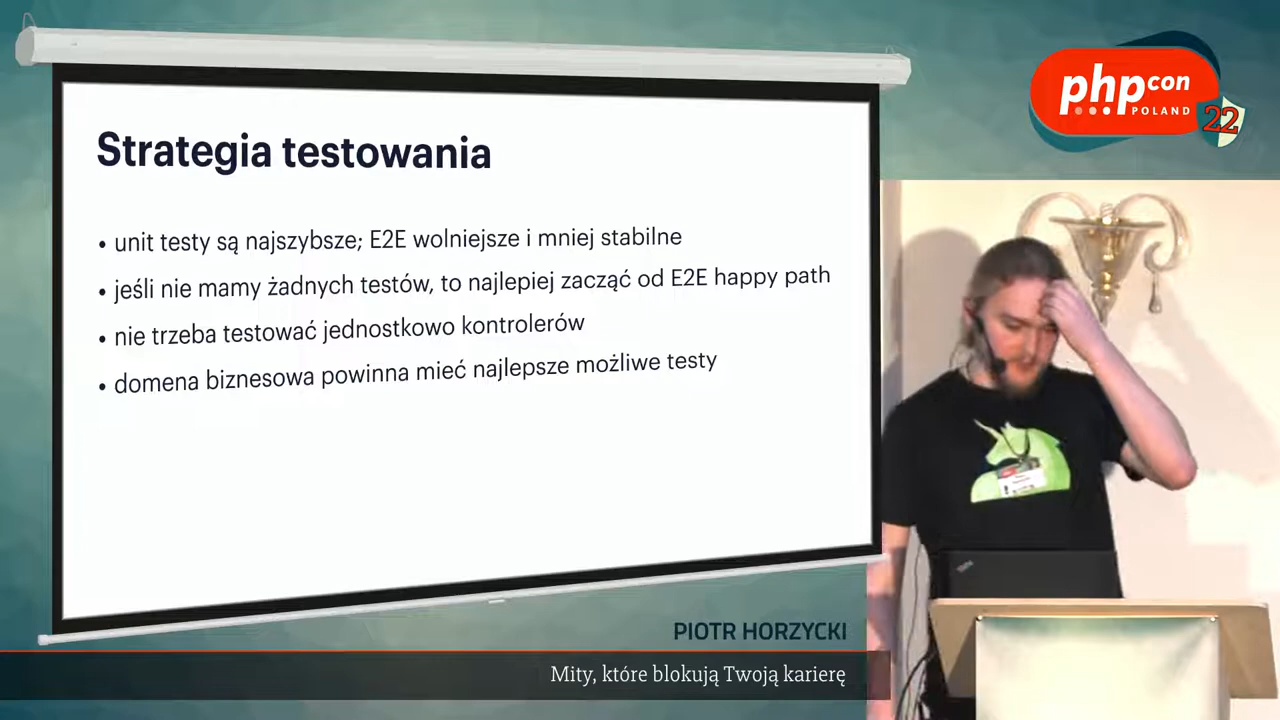 Strategia testowania
• unit testy są najszybsze; E2E wolniejsze i mniej stabilne
• jeśli nie mamy żadnych testów, to najlepiej zacząć od E2E happy path
• nie trzeba testować jednostkowo kontrolerów
• domena biznesowa powinna mieć najlepsze możliwe testy
phpcon
POLAND
22
PIOTR HORZYCKI
Mity, które blokują Twoją karierę